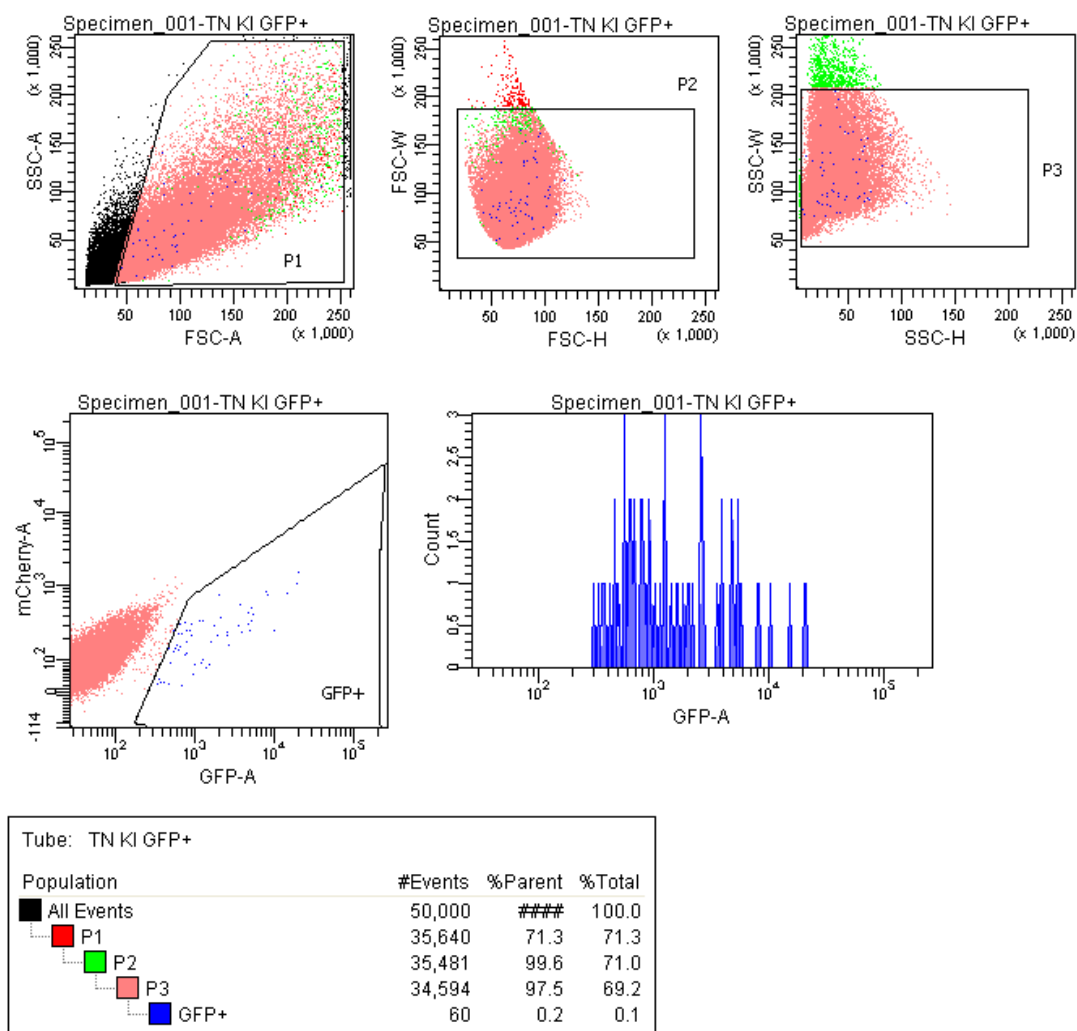 Specimen_001-TN KI GFP+
SSC-A
(x 1,000)
50 100 150 200 250
P1
50 100 150 200 250
FSC-A
(x 1,000)
Specimen_001-TN KI GFP+
FSC-W
(x 1,000)
50 100 150 200 250
P2
50 100 150 200 250
FSC-H
(x 1,000)
Specimen_001-TN KI GFP+
SSC-W
(x 1,000)
50 100 150 200 250
P3
50 100 150 200 250
SSC-H
(x 1,000)
Specimen_001-TN KI GFP+
mCherry-A
-114 0 10^2 10^3 10^4 10^5
GFP+
10^2 10^3 10^4 10^5
GFP-A
Specimen_001-TN KI GFP+
Count
0 0,5 1 1,5 2 2,5 3
10^2 10^3 10^4 10^5
GFP-A
Tube: TN KI GFP+
Population #Events %Parent %Total
All Events 50,000 #### 100.0
P1 35,640 71.3 71.3
P2 35,481 99.6 71.0
P3 34,594 97.5 69.2
GFP+ 60 0.2 0.1